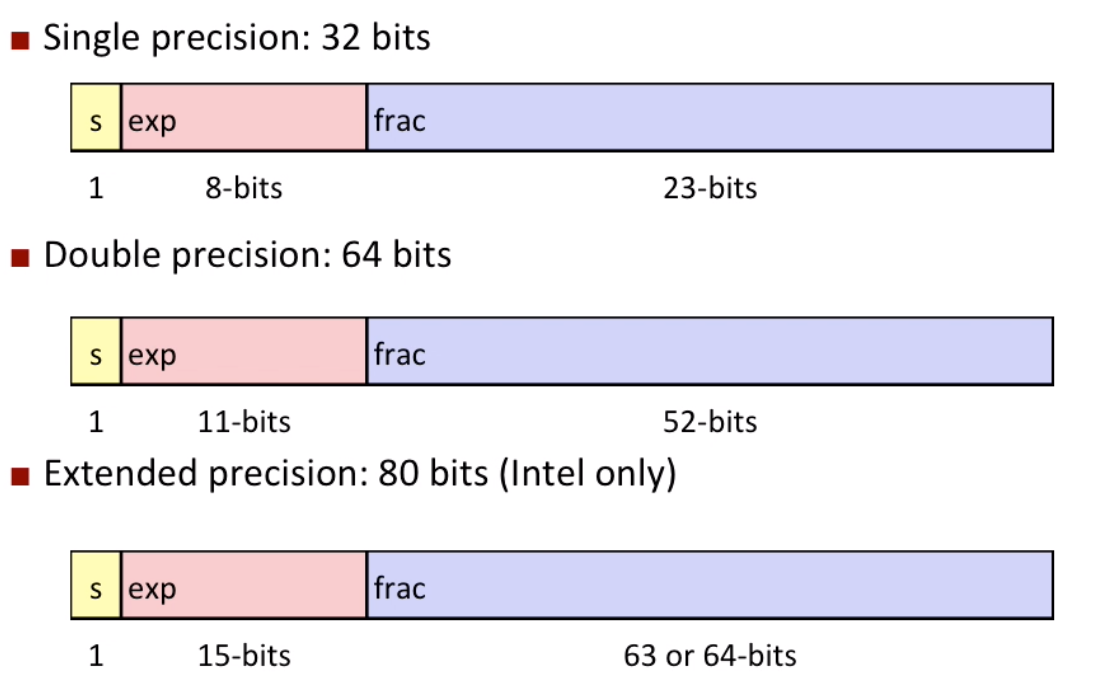 ■ Single precision: 32 bits
s exp frac
1 8-bits 23-bits
■ Double precision: 64 bits
s exp frac
1 11-bits 52-bits
■ Extended precision: 80 bits (Intel only)
s exp frac
1 15-bits 63 or 64-bits